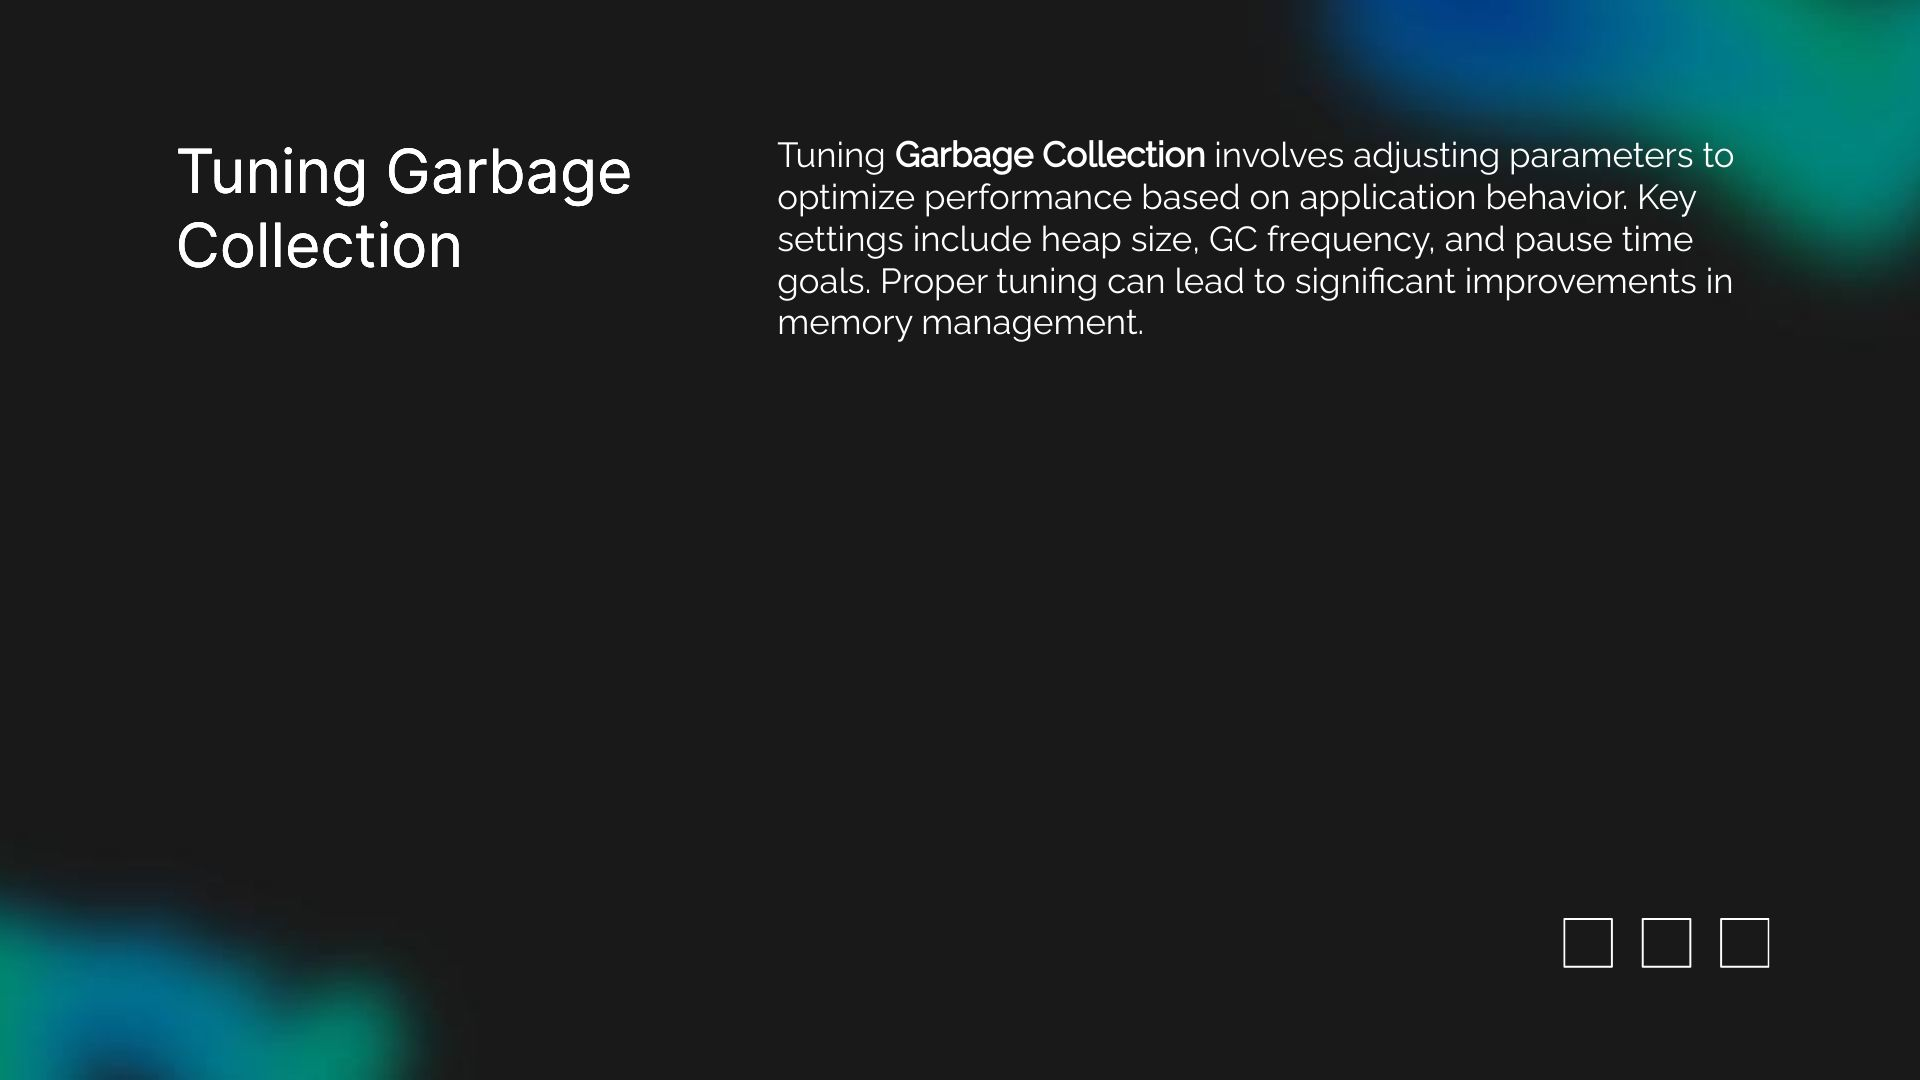 Tuning Garbage
Collection
Tuning Garbage Collection involves adjusting parameters to
optimize performance based on application behavior. Key
settings include heap size, GC frequency, and pause time
goals. Proper tuning can lead to significant improvements in
memory management.